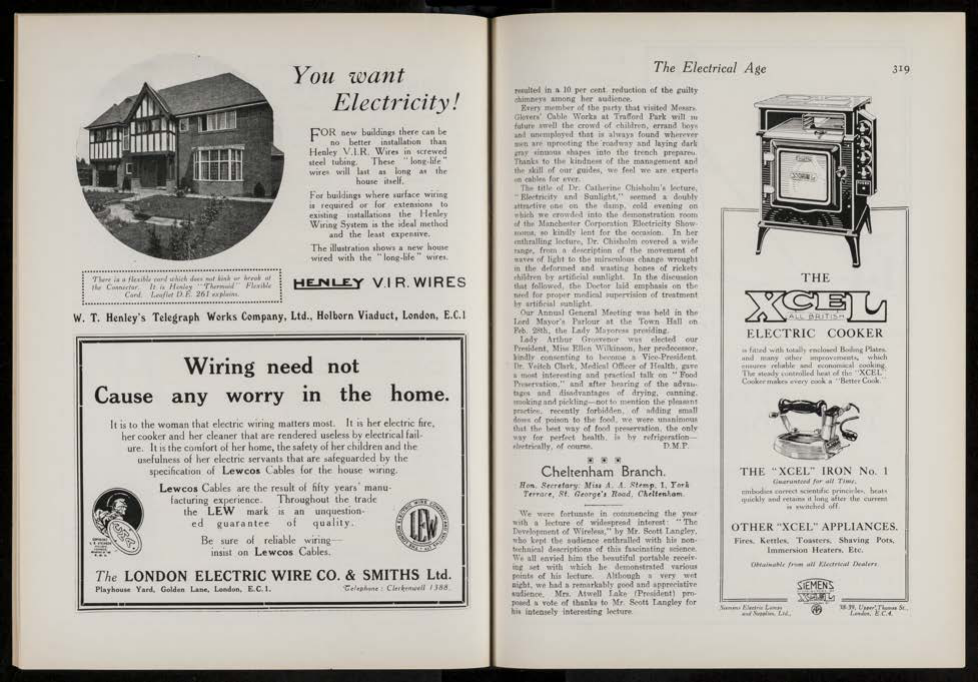 You want
Electricity!
FOR new buildings there can be
no better installation than
Henley V.I.R. Wires in screwed
steel tubing. These "long-life"
wires will last as long as the
house itself.
For buildings where surface wiring
is required or for extensions to
existing installations the Henley
Wiring System is the ideal method
and the least expensive.
The illustration shows a new house
wired with the "long-life" wires.
There is a flexible cord which does not kink or break at
the Connector. It is Henley "Thermoid" Flexible
Cord. Leaflet D.E. 261 explains.
HENLEY V.I.R. WIRES
W. T. Henley's Telegraph Works Company, Ltd., Holborn Viaduct, London, E.C.1
Wiring need not
Cause any worry in the home.
It is to the woman that electric wiring matters most. It is her electric fire,
her cooker and her cleaner that are rendered useless by electrical fail-
ure. It is the comfort of her home, the safety of her children and the
usefulness of her electric servants that are safeguarded by the
specification of Lewcos Cables for the house wiring.
Lewcos Cables are the result of fifty years' manu-
facturing experience. Throughout the trade
the LEW mark is an unquestion-
ed guarantee of quality.
Be sure of reliable wiring—
insist on Lewcos Cables.
LEW
The LONDON ELECTRIC WIRE CO. & SMITHS Ltd.
Playhouse Yard, Golden Lane, London, E.C.1. Telephone: Clerkenwell 1388.
The Electrical Age 319
resulted in a 10 per cent. reduction of the guilty
chimneys among her audience.
Every member of the party that visited Messrs.
Glovers' Cable Works at Trafford Park will in
future swell the crowd of children, errand boys
and unemployed that is always found wherever
men are uprooting the roadway and laying dark
gray sinuous shapes into the trench prepared.
Thanks to the kindness of the management and
the skill of our guides, we feel we are experts
on cables for ever.
The title of Dr. Catherine Chisholm's lecture,
"Electricity and Sunlight," seemed a doubly
attractive one on the damp, cold evening on
which we crowded into the demonstration room
of the Manchester Corporation Electricity Show-
rooms, so kindly lent for the occasion. In her
enthralling lecture, Dr. Chisholm covered a wide
range, from a description of the movement of
waves of light to the miraculous change wrought
in the deformed and wasting bones of rickety
children by artificial sunlight. In the discussion
that followed, the Doctor laid emphasis on the
need for proper medical supervision of treatment
by artificial sunlight.
Our Annual General Meeting was held in the
Lord Mayor's Parlour at the Town Hall on
Feb. 28th, the Lady Mayoress presiding.
Lady Arthur Grosvenor was elected our
President, Miss Ellen Wilkinson, her predecessor,
kindly consenting to become a Vice-President.
Dr. Veitch Clark, Medical Officer of Health, gave
a most interesting and practical talk on "Food
Preservation," and after hearing of the advan-
tages and disadvantages of drying, canning,
smoking and pickling—not to mention the pleasant
practice, recently forbidden, of adding small
doses of poison to the food, we were unanimous
that the best way of food preservation, the only
way for perfect health, is by refrigeration—
electrically, of course. D.M.P.
Cheltenham Branch.
Hon. Secretary: Miss A. A. Stemp, 1, York
Terrace, St. George's Road, Cheltenham.
We were fortunate in commencing the year
with a lecture of widespread interest: "The
Development of Wireless," by Mr. Scott Langley,
who kept the audience enthralled with his non-
technical descriptions of this fascinating science.
We all envied him the beautiful portable receiv-
ing set with which he demonstrated various
points of his lecture. Although a very wet
night, we had a remarkably good and appreciative
audience. Mrs. Atwell Lake (President) pro-
posed a vote of thanks to Mr. Scott Langley for
his intensely interesting lecture.
THE
XCEL
ALL BRITISH
ELECTRIC COOKER
is fitted with totally enclosed Boiling Plates,
and many other improvements, which
ensures reliable and economical cooking.
The steady controlled heat of the "XCEL"
Cooker makes every cook a "Better Cook."
THE "XCEL" IRON No. 1
Guaranteed for all Time,
embodies correct scientific principles, heats
quickly and retains it long after the current
is switched off.
OTHER "XCEL" APPLIANCES.
Fires, Kettles, Toasters, Shaving Pots,
Immersion Heaters, Etc.
Obtainable from all Electrical Dealers.
SIEMENS
XCEL
Siemens Electric Lamps
and Supplies, Ltd.,
38-39, Upper Thames St.,
London, E.C.4.